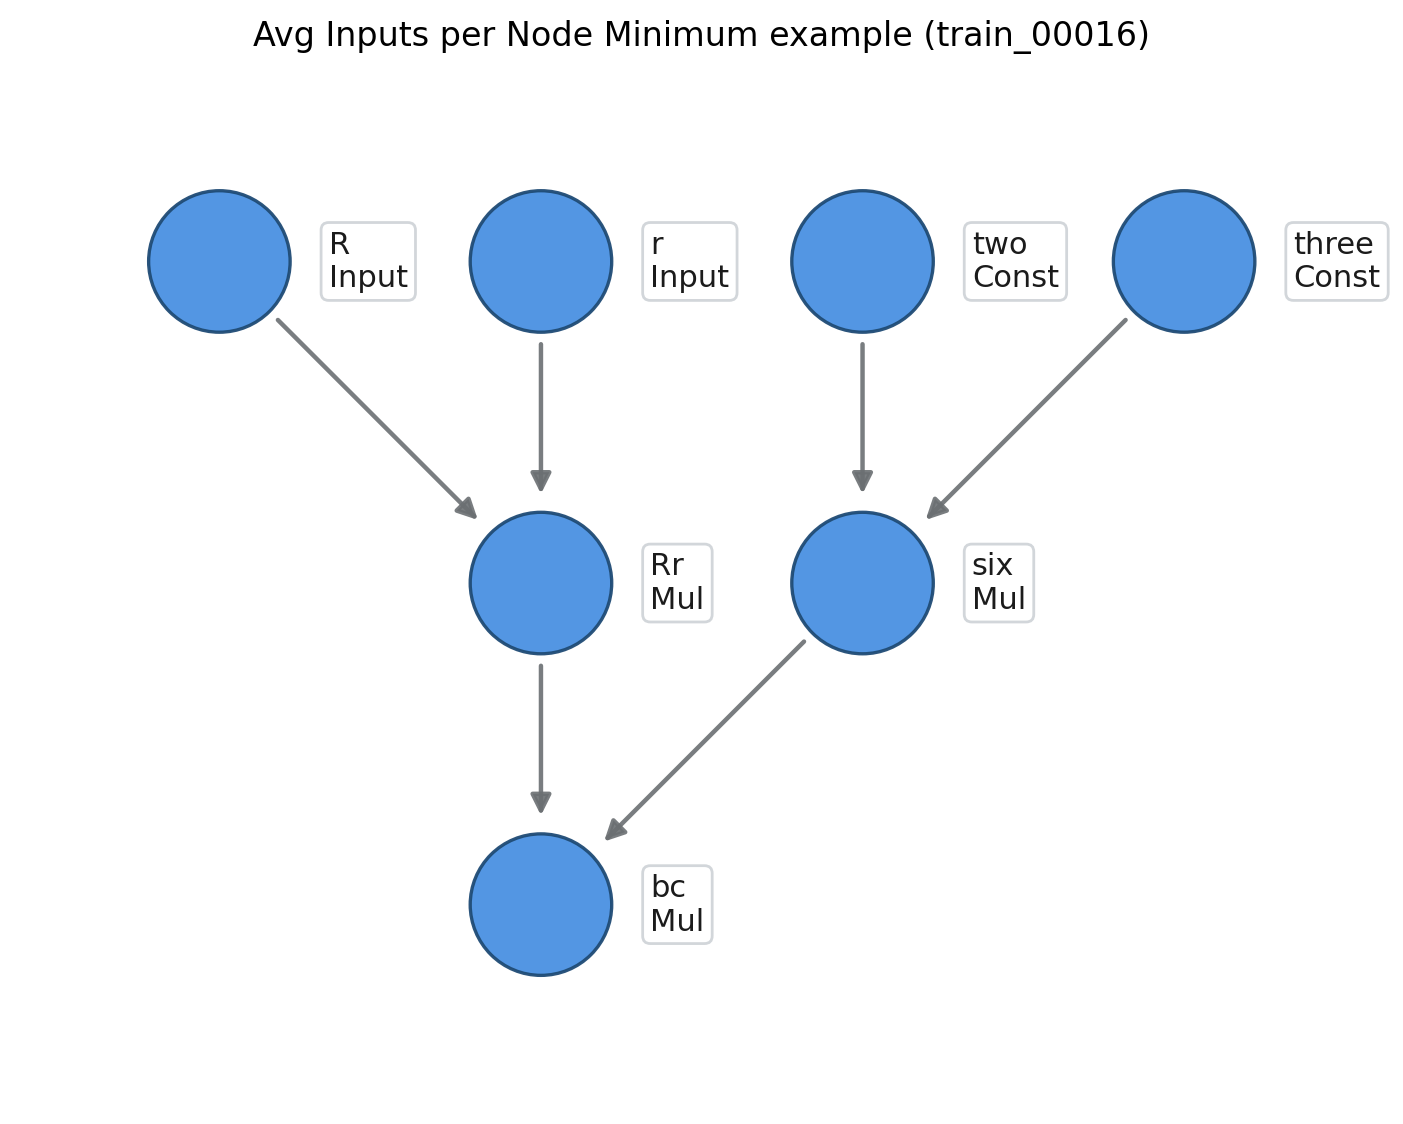 Avg Inputs per Node Minimum example (train_00016)
R
Input
r
Input
two
Const
three
Const
Rr
Mul
six
Mul
bc
Mul